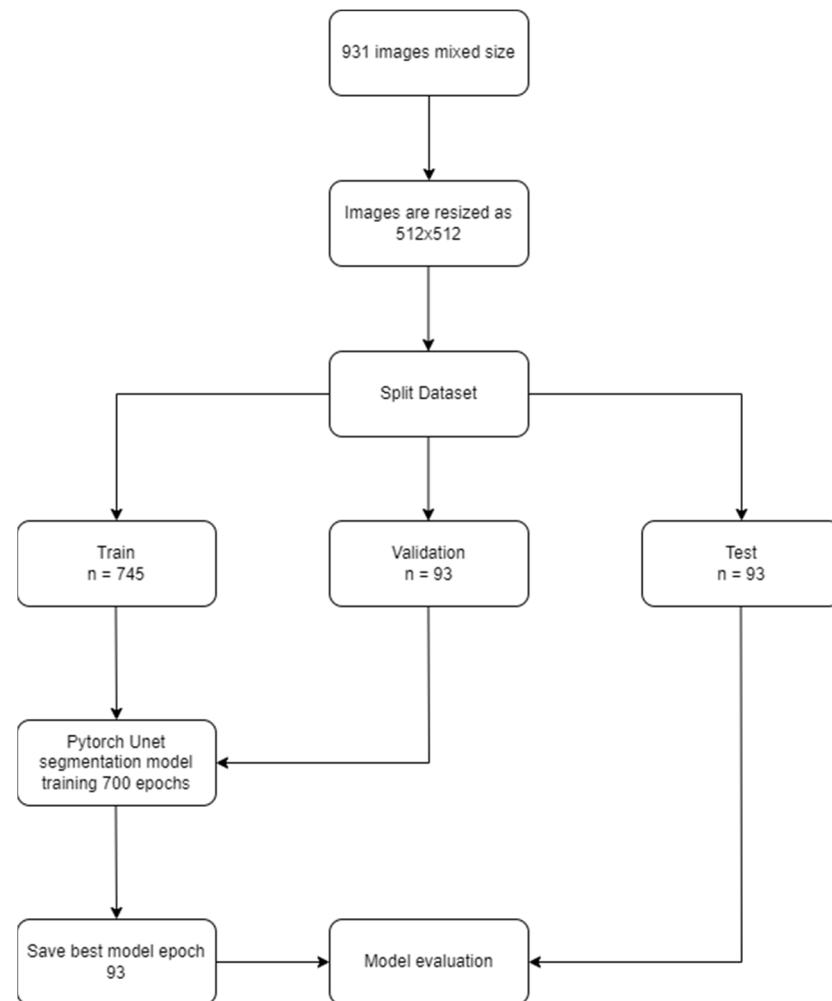 931 images mixed size
Images are resized as
512x512
Split Dataset
Train
n = 745
Validation
n = 93
Test
n = 93
Pytorch Unet
segmentation model
training 700 epochs
Save best model epoch
93
Model evaluation